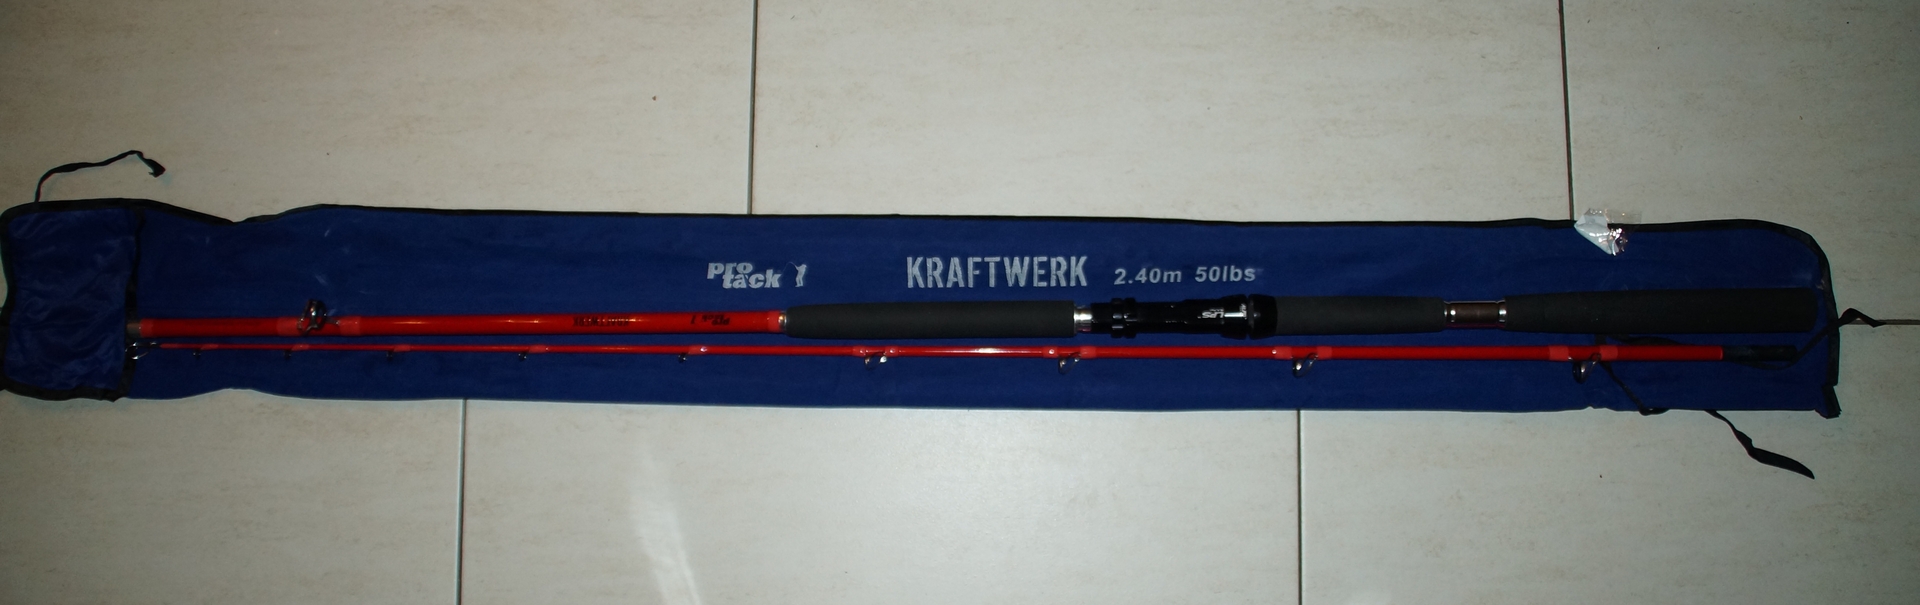 pro
tack
KRAFTWERK 2.40m 50lbs